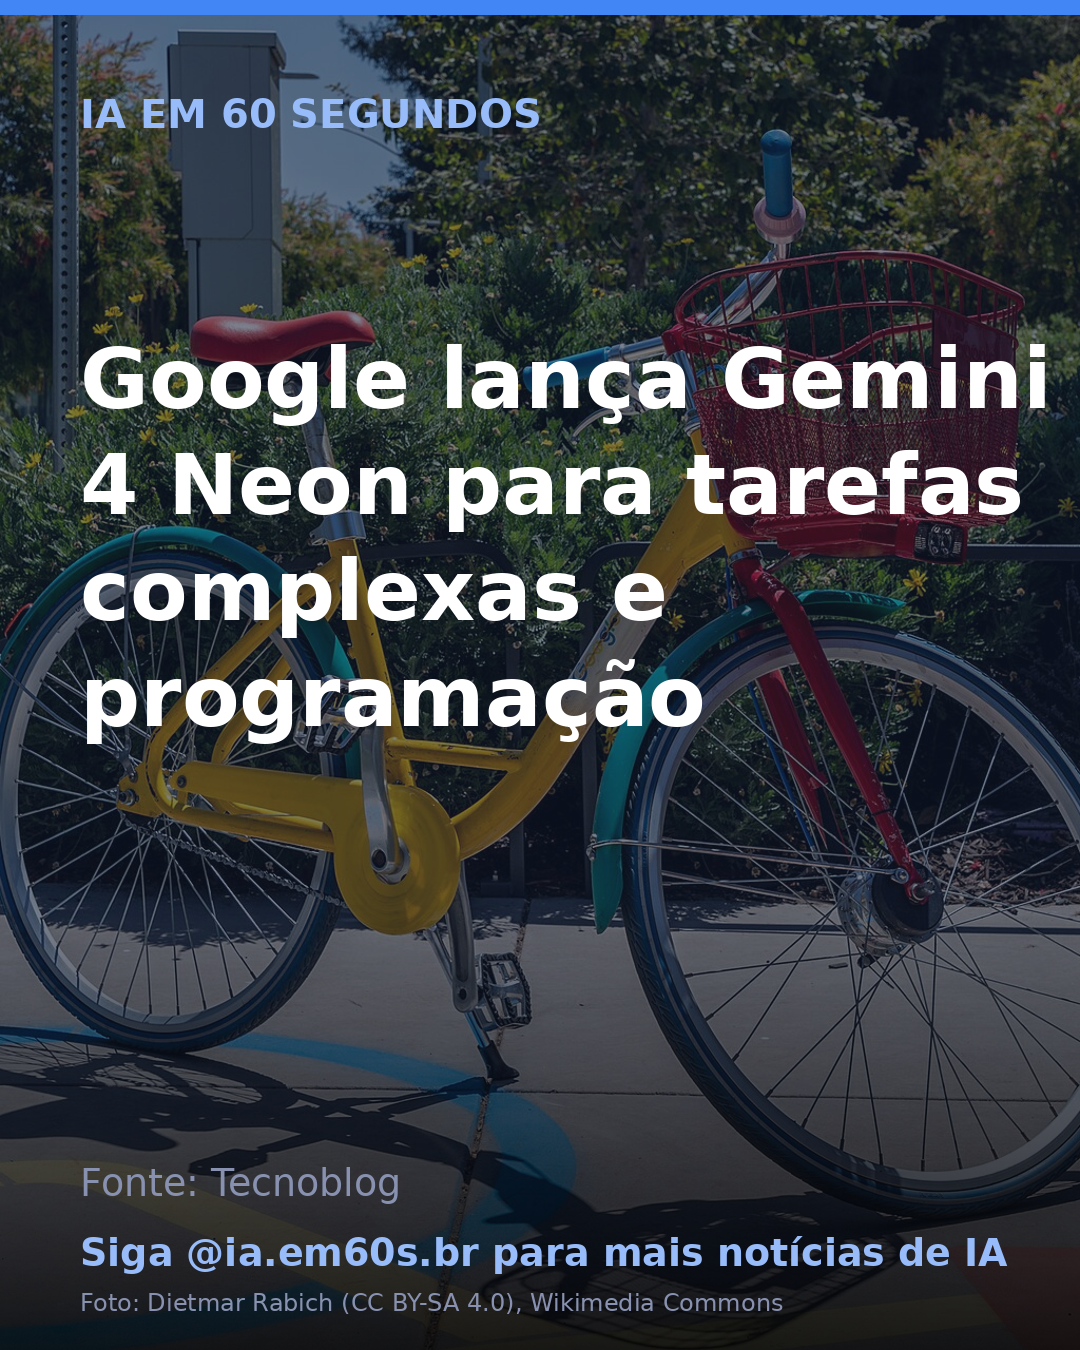 IA EM 60 SEGUNDOS
Google lança Gemini
4 Neon para tarefas
complexas e
programação
Fonte: Tecnoblog
Siga @ia.em60s.br para mais notícias de IA
Foto: Dietmar Rabich (CC BY-SA 4.0), Wikimedia Commons